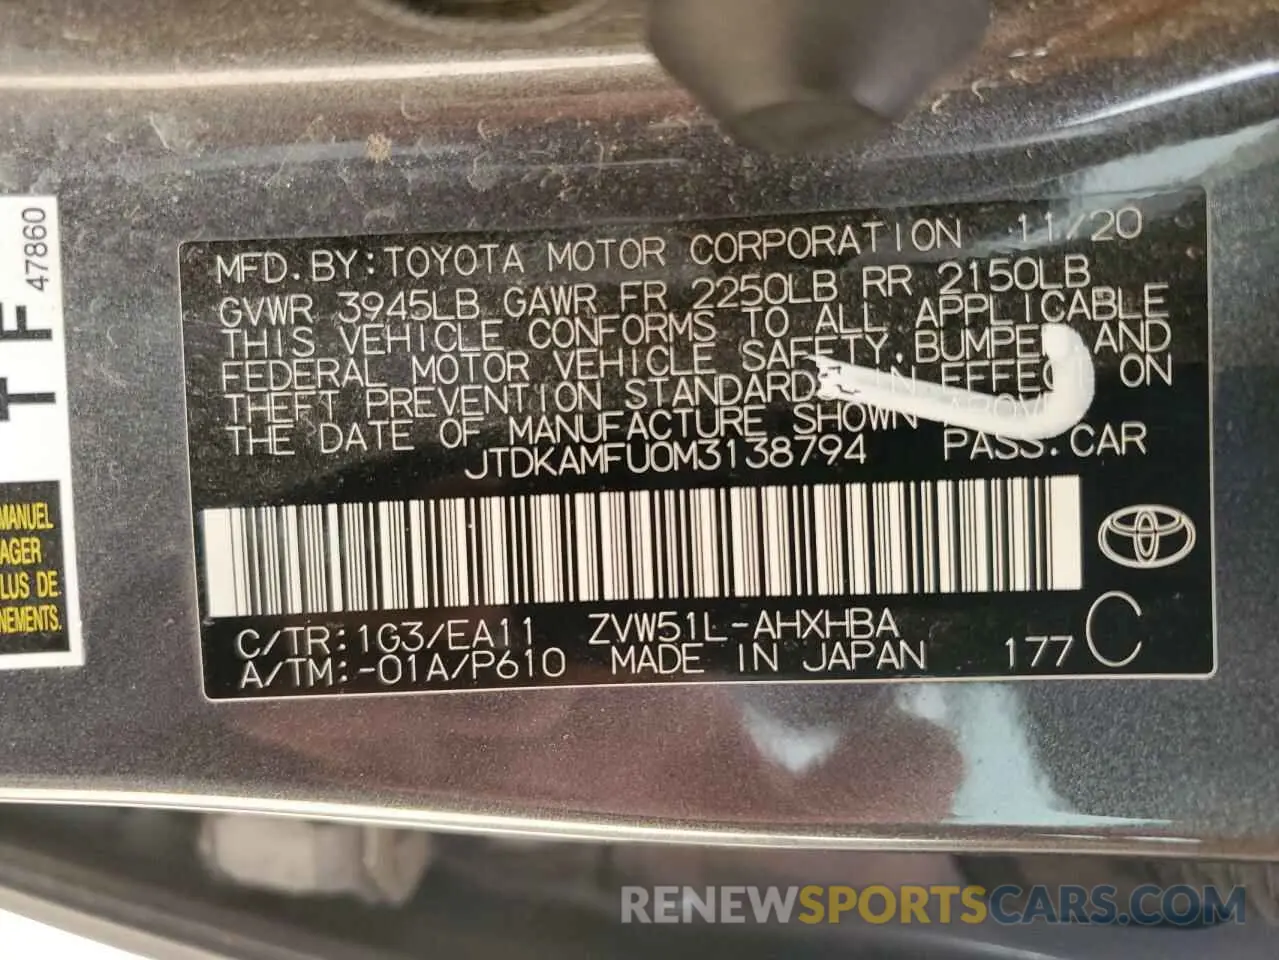 MFD.BY:TOYOTA MOTOR CORPORATION 11/20
GVWR 3945LB GAWR FR 2250LB RR 2150LB
THIS VEHICLE CONFORMS TO ALL APPLICABLE
FEDERAL MOTOR VEHICLE SAFETY, BUMPER AND
THEFT PREVENTION STANDARDS IN EFFECT ON
THE DATE OF MANUFACTURE SHOWN ABOVE.
JTDKAMFU0M3138794 PASS.CAR
C/TR:1G3/EA11 ZVW51L-AHXHBA
A/TM:-01A/P610 MADE IN JAPAN 177 C
47860
F
MANUEL
AGER
LUS DE
NEMENTS.
RENEWSPORTSCARS.COM